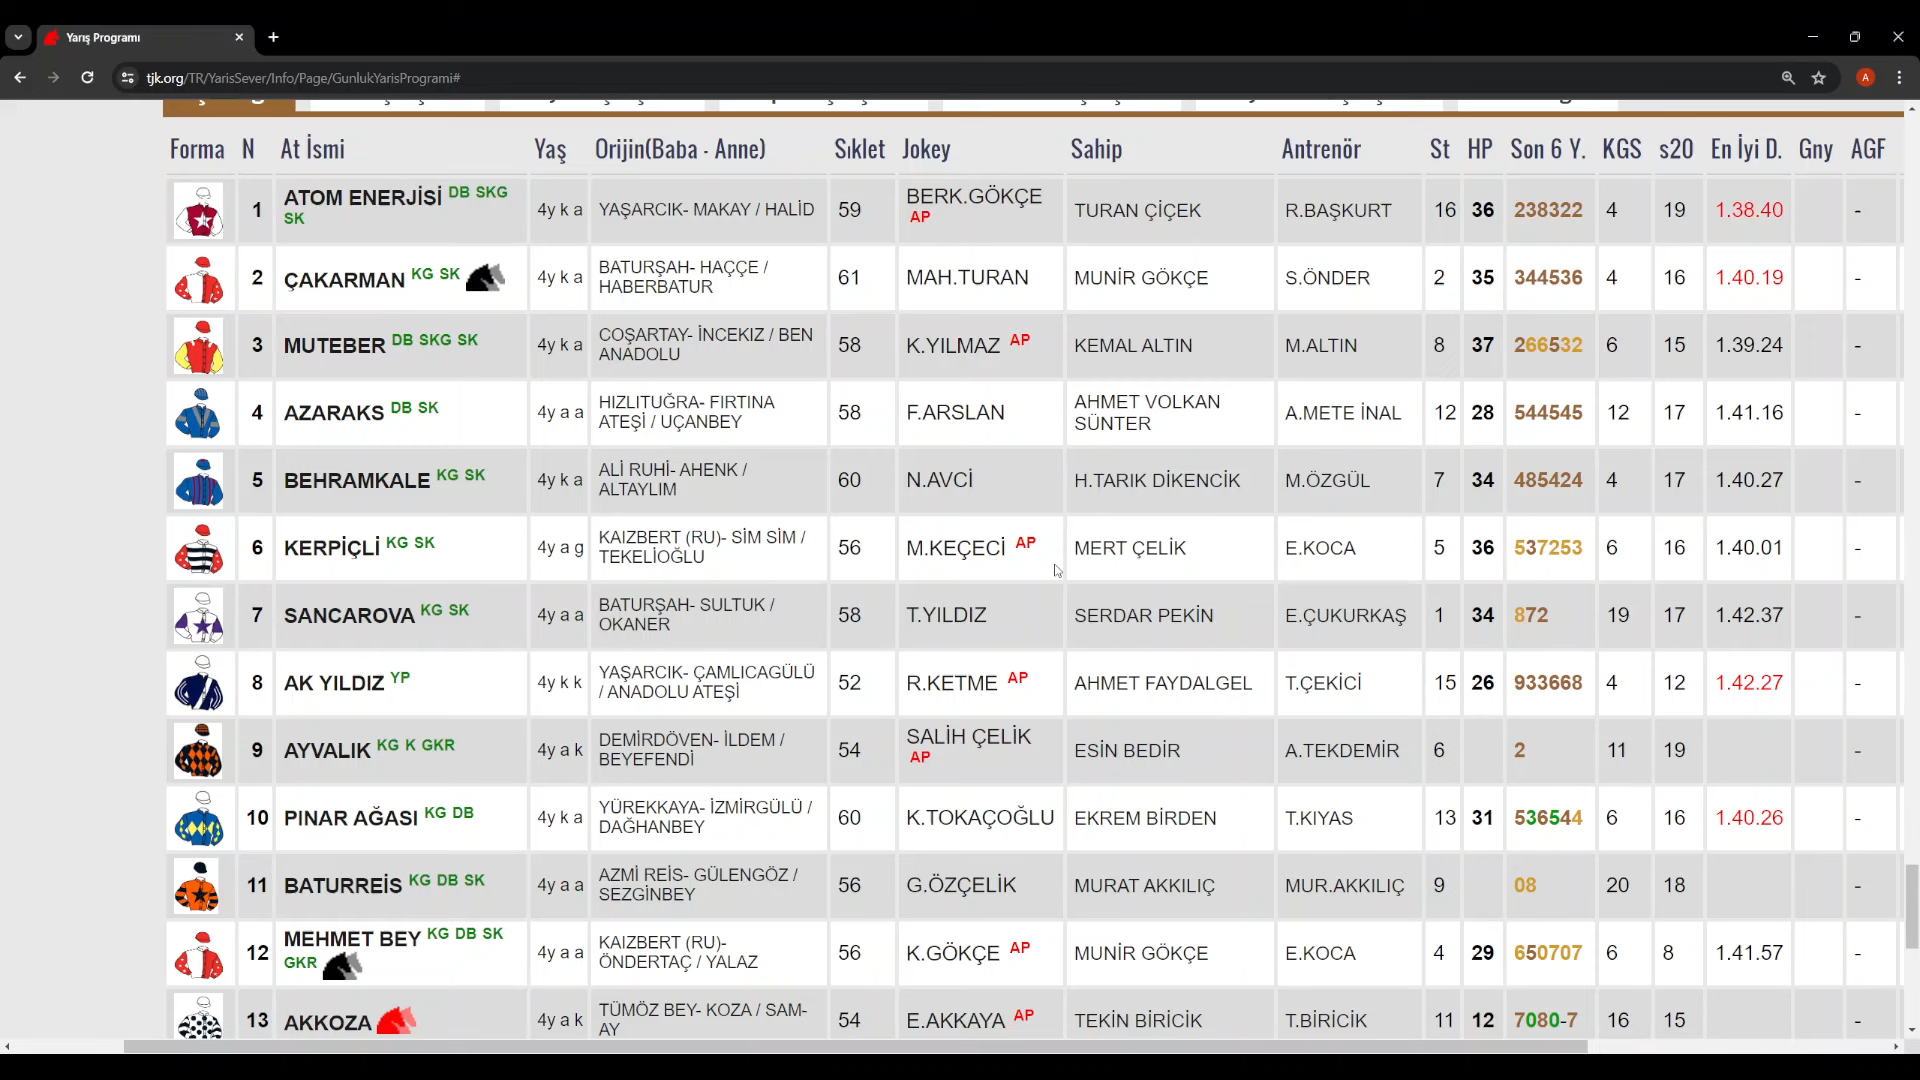 Yarış Programı
tjk.org/TR/YarisSever/Info/Page/GunlukYarisProgrami#
A
Forma N At İsmi Yaş Orijin(Baba - Anne) Sıklet Jokey Sahip Antrenör St HP Son 6 Y. KGS s20 En İyi D. Gny AGF
1 ATOM ENERJİSİ DB SKG SK 4y k a YAŞARCIK- MAKAY / HALİD 59 BERK.GÖKÇE AP TURAN ÇİÇEK R.BAŞKURT 16 36 238322 4 19 1.38.40 -
2 ÇAKARMAN KG SK 4y k a BATURŞAH- HAÇÇE / HABERBATUR 61 MAH.TURAN MUNİR GÖKÇE S.ÖNDER 2 35 344536 4 16 1.40.19 -
3 MUTEBER DB SKG SK 4y k a COŞARTAY- İNCEKIZ / BEN ANADOLU 58 K.YILMAZ AP KEMAL ALTIN M.ALTIN 8 37 266532 6 15 1.39.24 -
4 AZARAKS DB SK 4y a a HIZLITUĞRA- FIRTINA ATEŞİ / UÇANBEY 58 F.ARSLAN AHMET VOLKAN SÜNTER A.METE İNAL 12 28 544545 12 17 1.41.16 -
5 BEHRAMKALE KG SK 4y k a ALİ RUHİ- AHENK / ALTAYLIM 60 N.AVCİ H.TARIK DİKENCİK M.ÖZGÜL 7 34 485424 4 17 1.40.27 -
6 KERPİÇLİ KG SK 4y a g KAIZBERT (RU)- SİM SİM / TEKELİOĞLU 56 M.KEÇECİ AP MERT ÇELİK E.KOCA 5 36 537253 6 16 1.40.01 -
7 SANCAROVA KG SK 4y a a BATURŞAH- SULTUK / OKANER 58 T.YILDIZ SERDAR PEKİN E.ÇUKURKAŞ 1 34 872 19 17 1.42.37 -
8 AK YILDIZ YP 4y k k YAŞARCIK- ÇAMLICAGÜLÜ / ANADOLU ATEŞİ 52 R.KETME AP AHMET FAYDALGEL T.ÇEKİCİ 15 26 933668 4 12 1.42.27 -
9 AYVALIK KG K GKR 4y a k DEMİRDÖVEN- İLDEM / BEYEFENDİ 54 SALİH ÇELİK AP ESİN BEDİR A.TEKDEMİR 6 2 11 19 -
10 PINAR AĞASI KG DB 4y k a YÜREKKAYA- İZMİRGÜLÜ / DAĞHANBEY 60 K.TOKAÇOĞLU EKREM BİRDEN T.KIYAS 13 31 536544 6 16 1.40.26 -
11 BATURREİS KG DB SK 4y a a AZMİ REİS- GÜLENGÖZ / SEZGİNBEY 56 G.ÖZÇELİK MURAT AKKILIÇ MUR.AKKILIÇ 9 08 20 18 -
12 MEHMET BEY KG DB SK GKR 4y a a KAIZBERT (RU)- ÖNDERTAÇ / YALAZ 56 K.GÖKÇE AP MUNİR GÖKÇE E.KOCA 4 29 650707 6 8 1.41.57 -
13 AKKOZA 4y a k TÜMÖZ BEY- KOZA / SAM-AY 54 E.AKKAYA AP TEKİN BİRİCİK T.BİRİCİK 11 12 7080-7 16 15 -